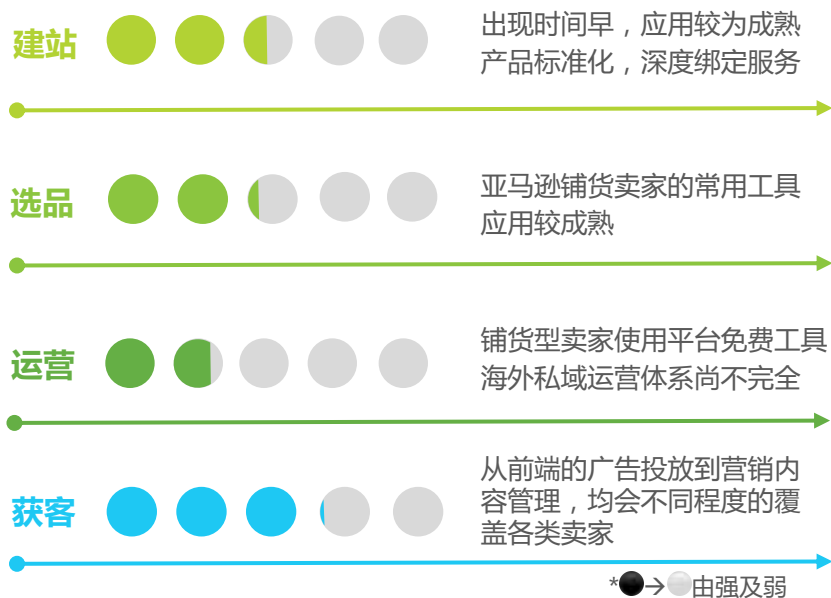 建站
出现时间早，应用较为成熟
产品标准化，深度绑定服务
选品
亚马逊铺货卖家的常用工具
应用较成熟
运营
铺货型卖家使用平台免费工具
海外私域运营体系尚不完全
获客
从前端的广告投放到营销内
容管理，均会不同程度的覆
盖各类卖家
*●→●由强及弱